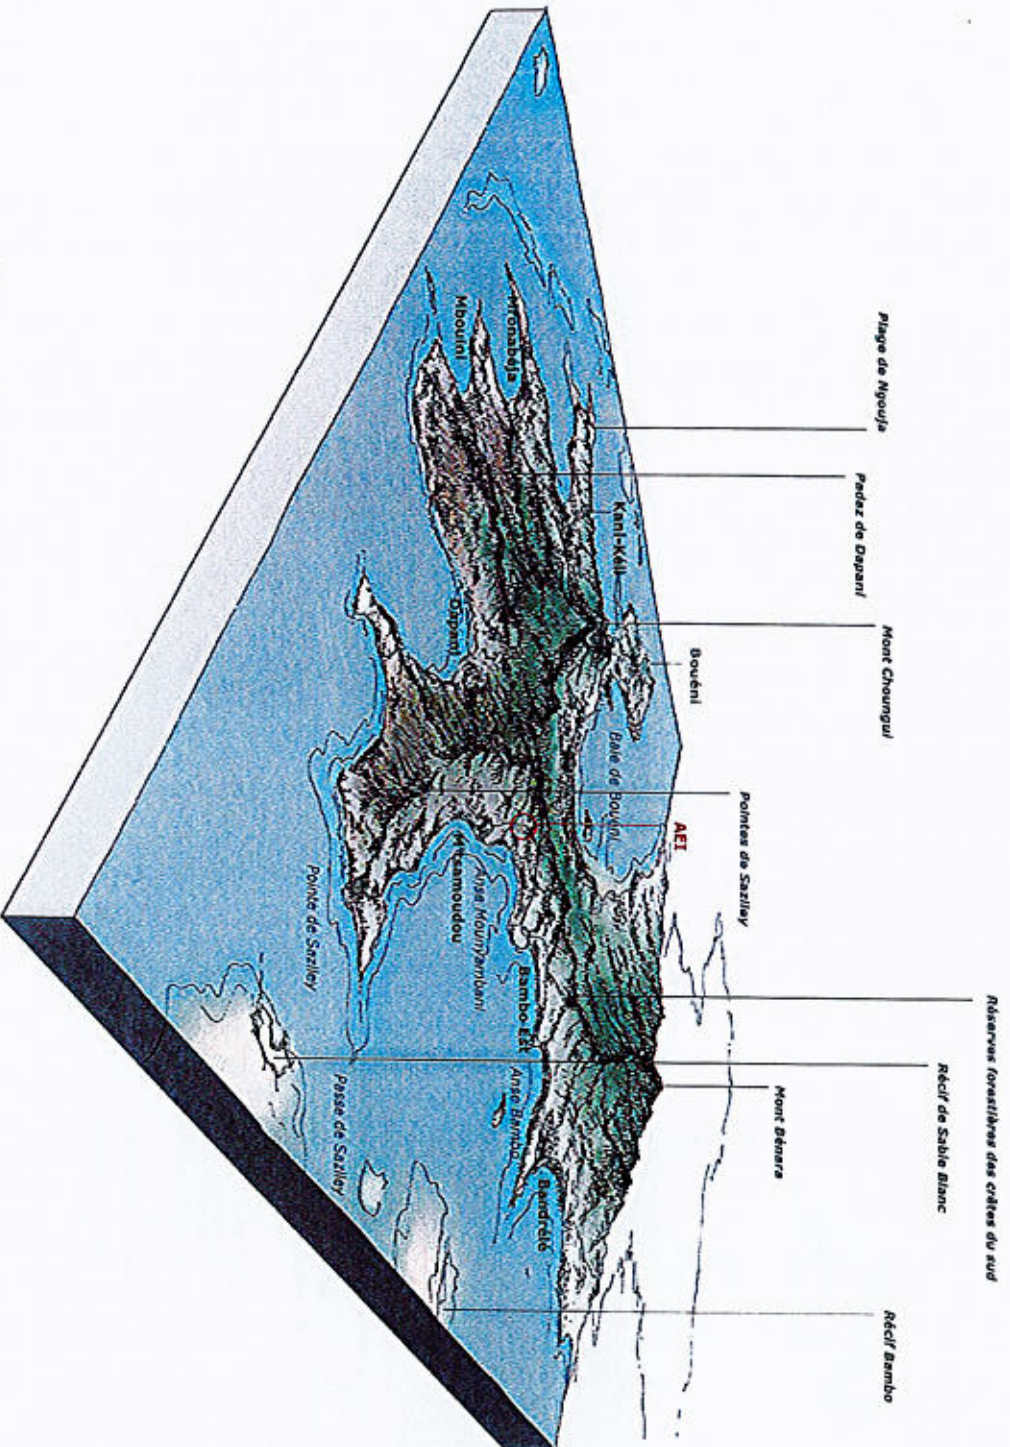 Plage de Ngouja
Padaz de Dapani
Mont Choungui
Pointes de Saziley
Réserves forestières des crêtes du sud
Récif de Sable Blanc
Mont Bénara
Récif Bambo
Bouéni
AEI
Kani-Kéli
Baie de Bouéni
Mronabéja
Mbouini
Dapani
Mtsamoudou
Anse Mounyambani
Bambo-Est
Anse Bambo
Bandrélé
Pointe de Saziley
Passe de Saziley